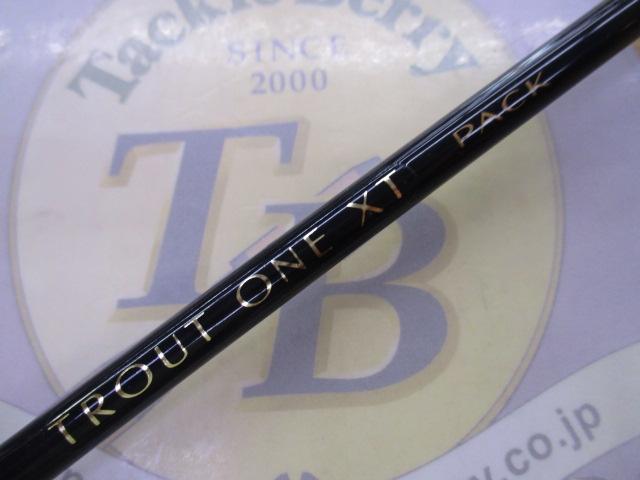 Tackle Berry
SINCE
2000
TB
TROUT ONE XT PACK
y.co.jp